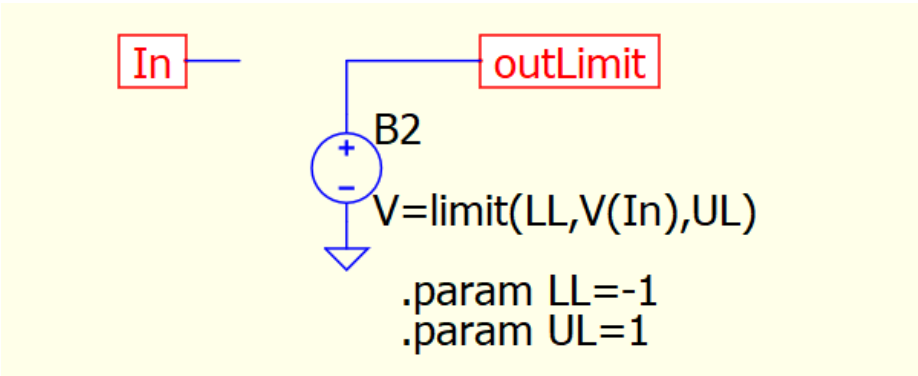 In
outLimit
B2
V=limit(LL,V(In),UL)
.param LL=-1
.param UL=1